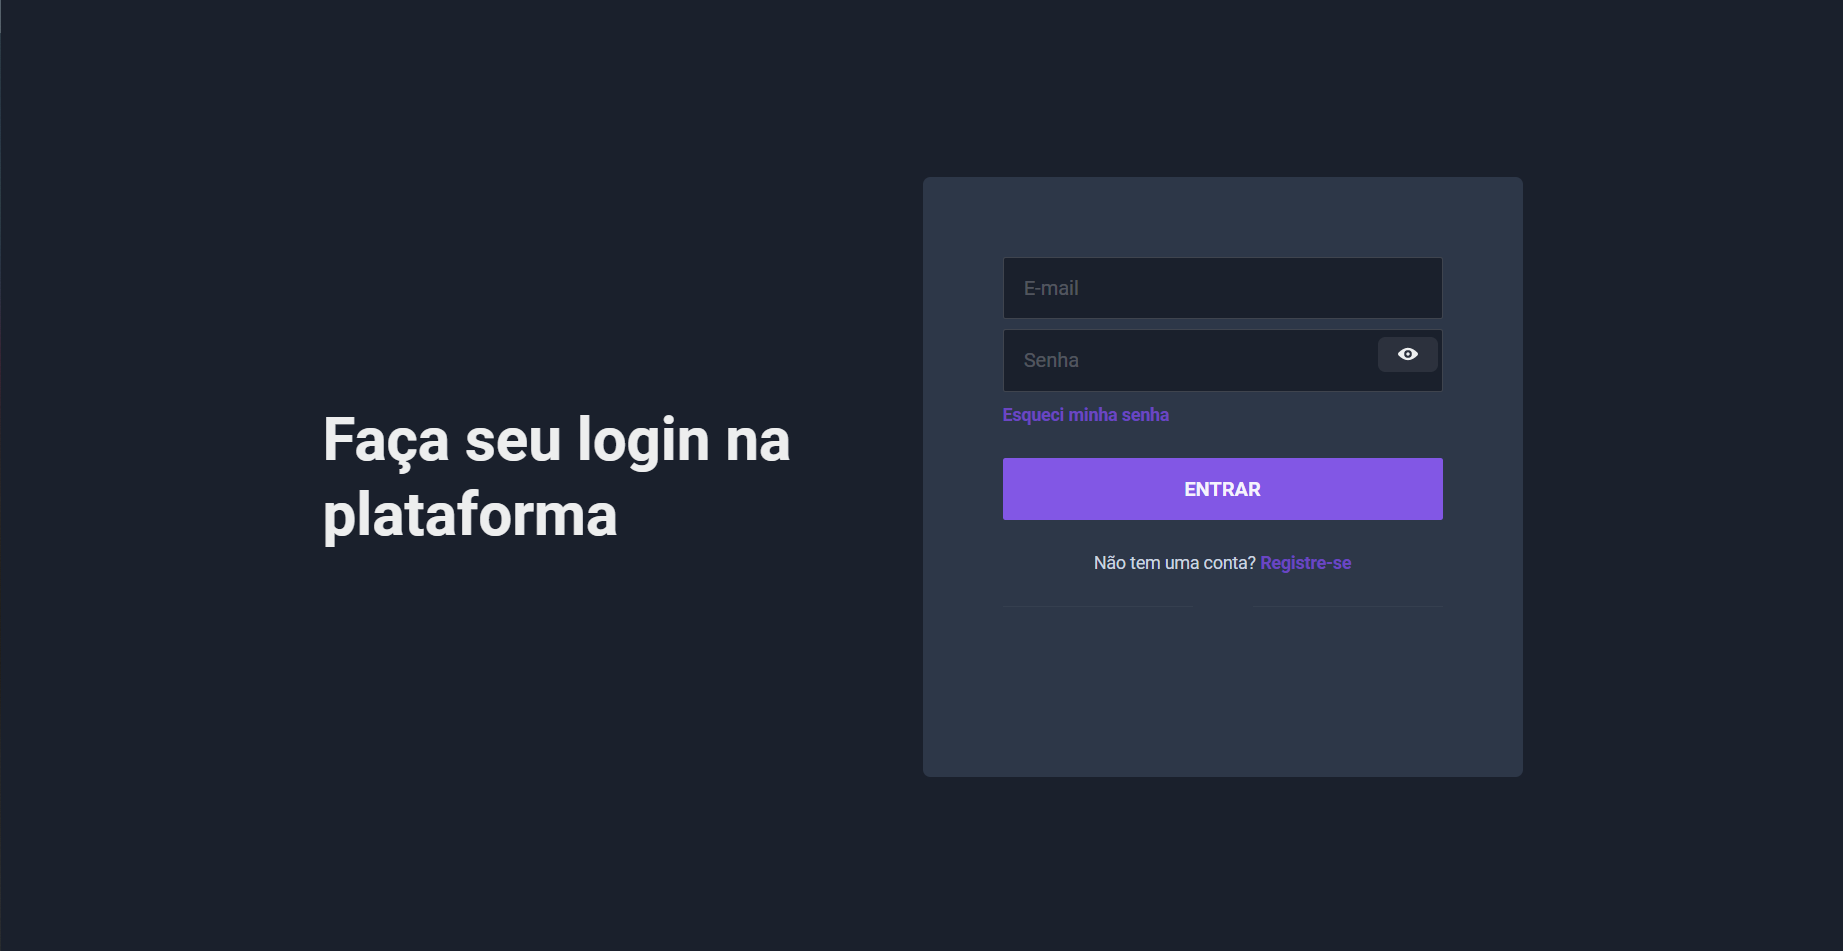 Faça seu login na
plataforma
E-mail
Senha
Esqueci minha senha
ENTRAR
Não tem uma conta? Registre-se